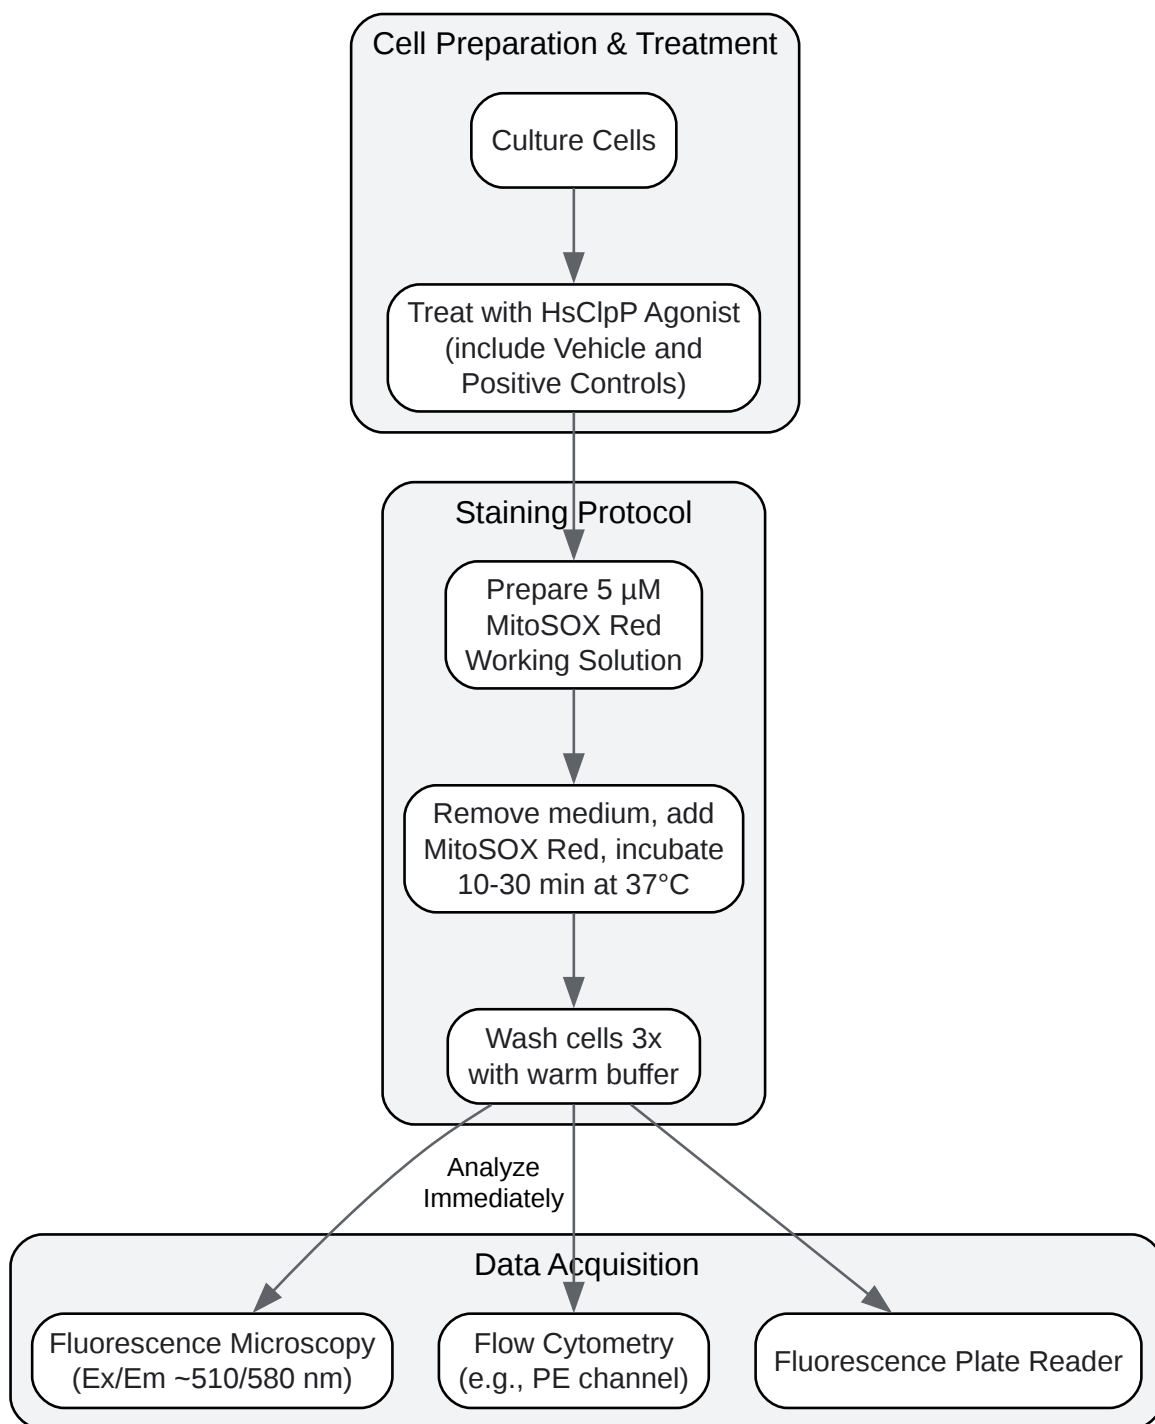 Cell Preparation & Treatment
Culture Cells
Treat with HsClpP Agonist
(include Vehicle and
Positive Controls)
Staining Protocol
Prepare 5 µM
MitoSOX Red
Working Solution
Remove medium, add
MitoSOX Red, incubate
10-30 min at 37°C
Wash cells 3x
with warm buffer
Analyze
Immediately
Data Acquisition
Fluorescence Microscopy
(Ex/Em ~510/580 nm)
Flow Cytometry
(e.g., PE channel)
Fluorescence Plate Reader